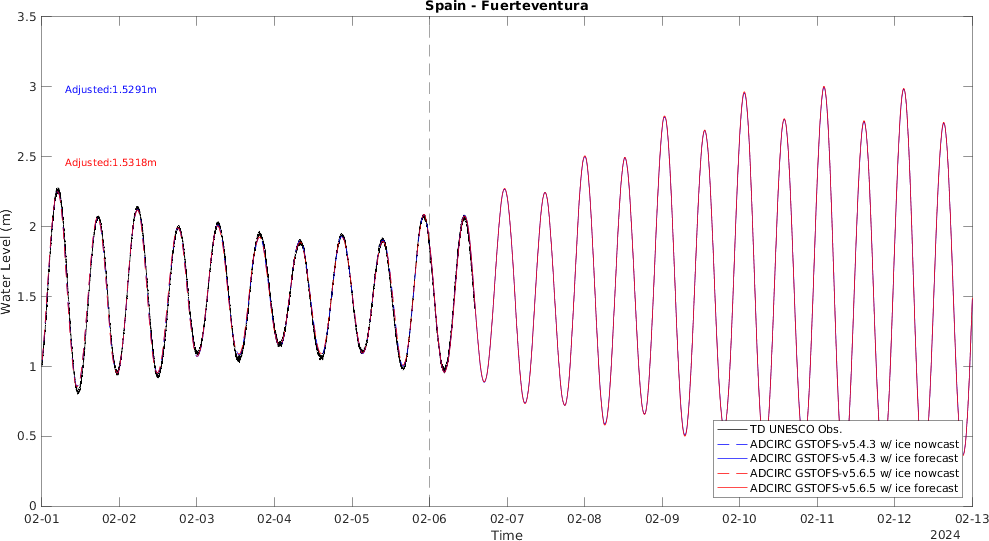 Spain - Fuerteventura
3.5
3
2.5
2
1.5
1
0.5
0
Water Level (m)
Adjusted:1.5291m
Adjusted:1.5318m
TD UNESCO Obs.
ADCIRC GSTOFS-v5.4.3 w/ ice nowcast
ADCIRC GSTOFS-v5.4.3 w/ ice forecast
ADCIRC GSTOFS-v5.6.5 w/ ice nowcast
ADCIRC GSTOFS-v5.6.5 w/ ice forecast
02-01 02-02 02-03 02-04 02-05 02-06 02-07 02-08 02-09 02-10 02-11 02-12 02-13
Time
2024